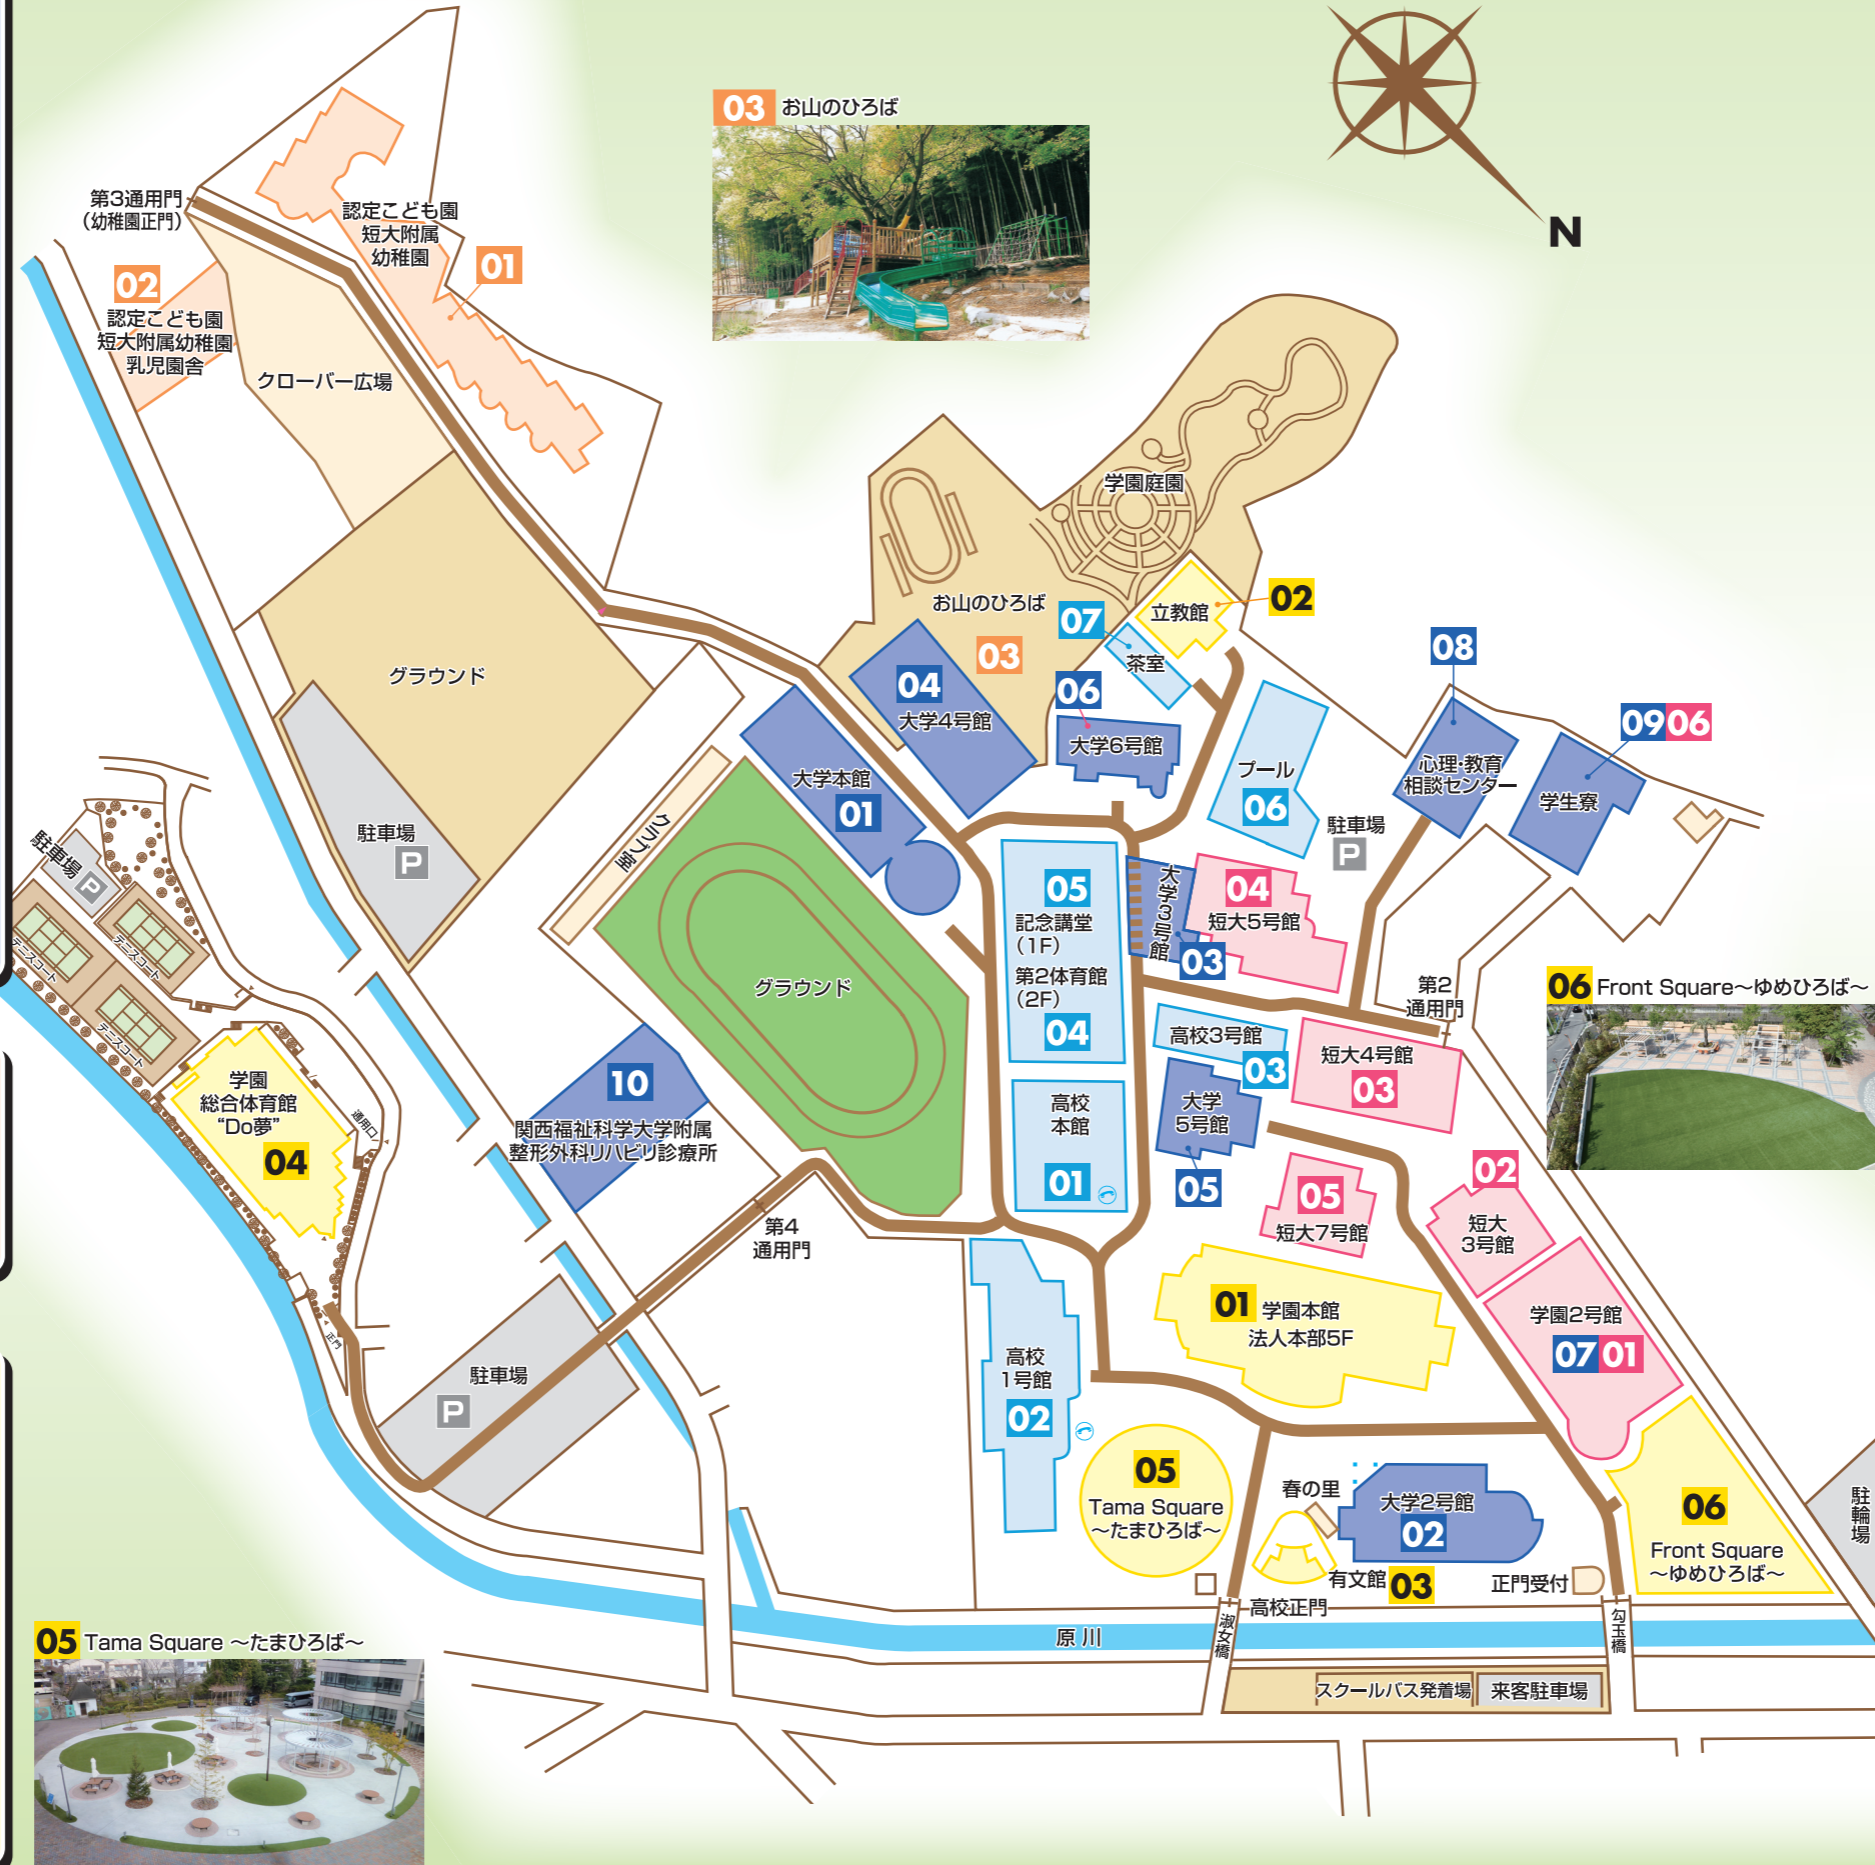 03 お山のひろば
N
第3通用門
(幼稚園正門)
認定こども園
短大附属
幼稚園
01
02
認定こども園
短大附属幼稚園
乳児園舎
クローバー広場
学園庭園
お山のひろば
03
07
茶室
立教館
02
グラウンド
04
大学4号館
06
大学6号館
08
心理・教育
相談センター
0906
学生寮
大学本館
01
プール
06
駐車場
P
クラブ室
駐車場
P
駐車場
P
テニスコート
テニスコート
テニスコート
05
記念講堂
(1F)
第2体育館
(2F)
04
大学3号館
03
04
短大5号館
グラウンド
第2
通用門
06 Front Square~ゆめひろば~
高校3号館
03
短大4号館
03
学園
総合体育館
“Do夢”
04
通用口
正門
10
関西福祉科学大学附属
整形外科リハビリ診療所
高校
本館
01
大学
5号館
05
05
短大7号館
02
短大
3号館
第4
通用門
01 学園本館
法人本部5F
学園2号館
0701
高校
1号館
02
駐車場
P
05
Tama Square
~たまひろば~
春の里
大学2号館
02
有文館 03
06
Front Square
~ゆめひろば~
駐輪場
正門受付
高校正門
淑女橋
勾玉橋
原川
スクールバス発着場
来客駐車場
05 Tama Square ~たまひろば~